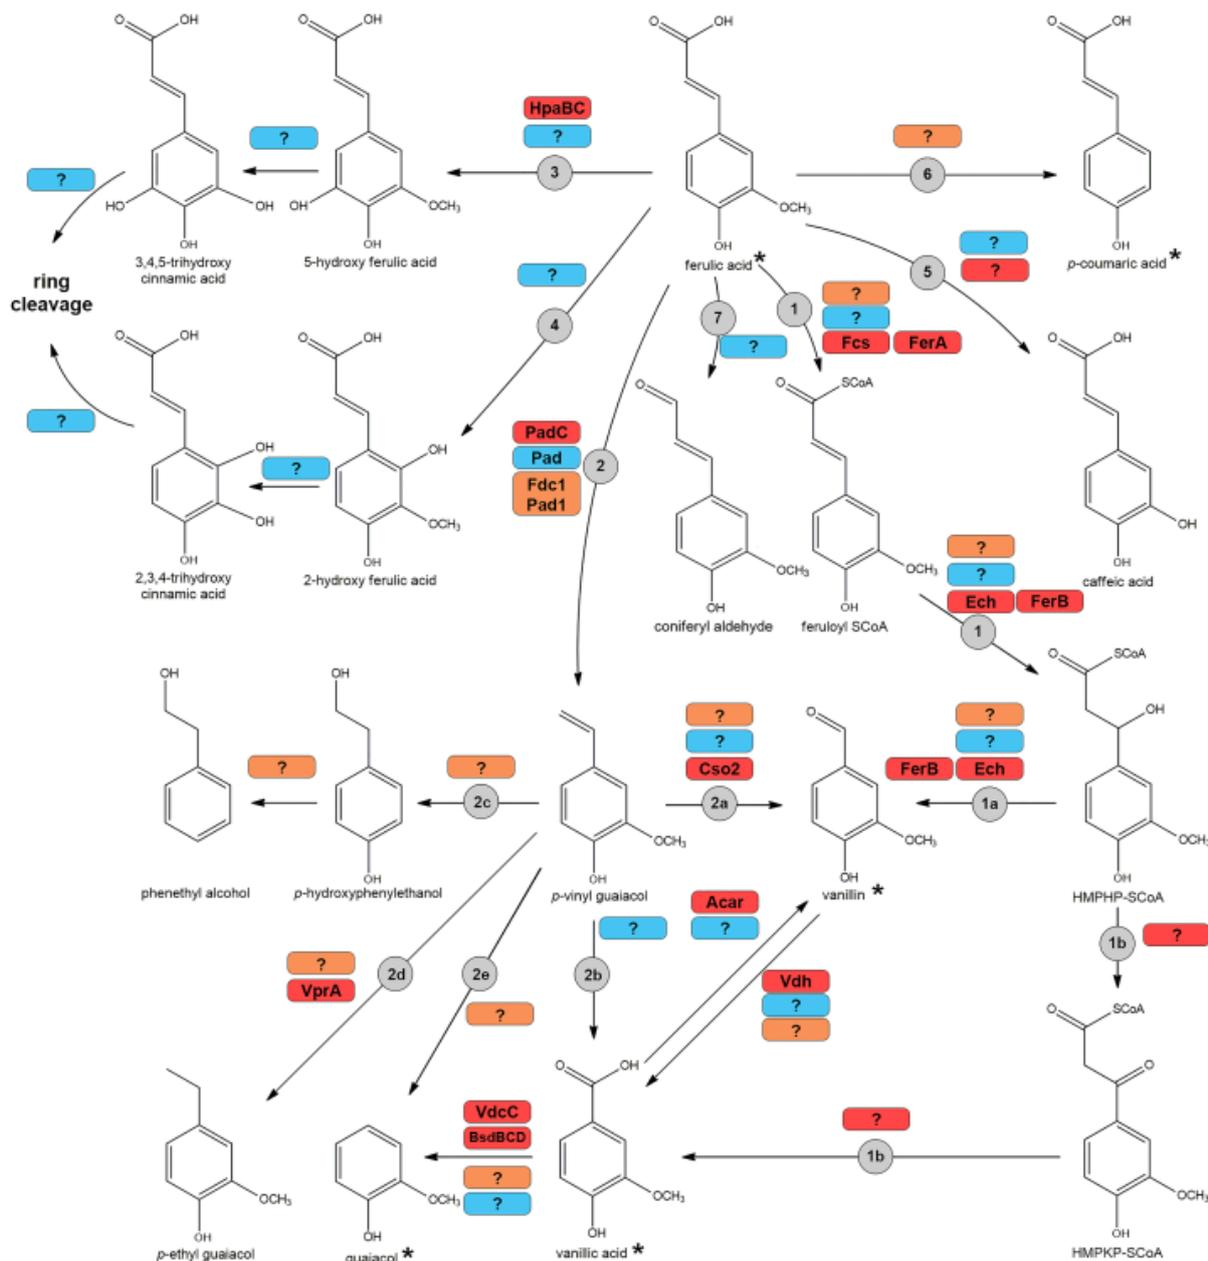 O OH
O OH
O OH
O OH
HpaBC
?
3
?
?
6
?
HO OH
OH
OH OCH3
OH
OCH3
OH
OH
3,4,5-trihydroxy
cinnamic acid
5-hydroxy ferulic acid
ferulic acid *
p-coumaric acid *
ring
cleavage
?
?
5
?
4
7
1
?
?
?
Fcs FerA
O OH
O OH
O
O SCoA
O OH
?
?
OH
OH
OH
OH
OCH3
OH
PadC
Pad
Fdc1
Pad1
2
2,3,4-trihydroxy
cinnamic acid
2-hydroxy ferulic acid
OCH3
OH
OCH3
OH
OH
OH
coniferyl aldehyde
feruloyl SCoA
caffeic acid
?
?
Ech FerB
1
OH
OH
O SCoA
OH
?
?
2c
?
?
Cso2
2a
O
?
?
FerB Ech
1a
OH
OCH3
OH
OCH3
OH
OCH3
OH
phenethyl alcohol
p-hydroxyphenylethanol
p-vinyl guaiacol
vanillin *
HMPHP-SCoA
Acar
?
?
1b
?
?
VprA
2d
2e
2b
?
Vdh
?
?
O SCoA
O
O OH
VdcC
BsdBCD
?
?
?
1b
OCH3
OH
OCH3
OH
OCH3
OH
OCH3
OH
p-ethyl guaiacol
guaiacol *
vanillic acid *
HMPKP-SCoA